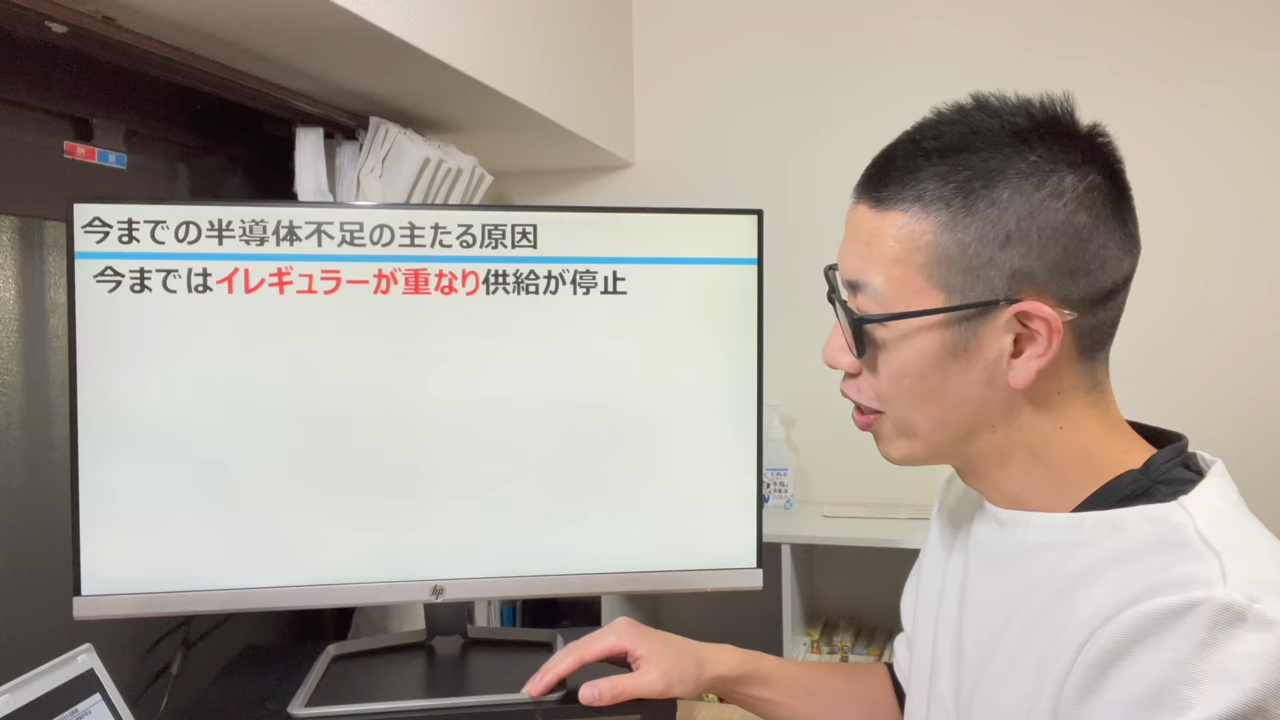 今までの半導体不足の主たる原因
今まではイレギュラーが重なり供給が停止
hp